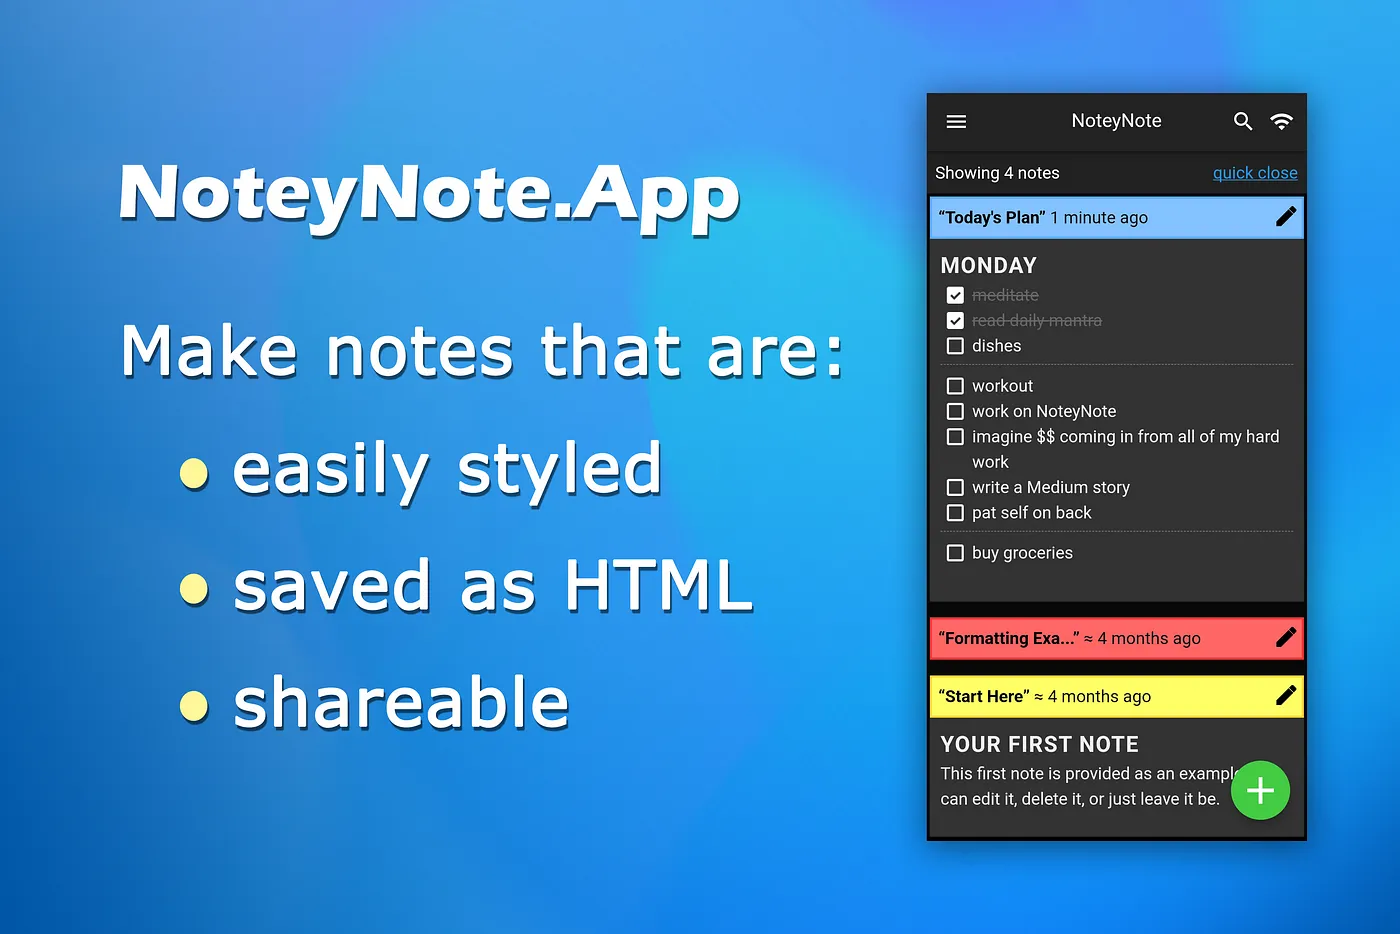 NoteyNote.App
Make notes that are:
easily styled
saved as HTML
shareable
NoteyNote
Showing 4 notes quick close
“Today's Plan” 1 minute ago
MONDAY
meditate
read daily mantra
dishes
workout
work on NoteyNote
imagine $$ coming in from all of my hard
work
write a Medium story
pat self on back
buy groceries
“Formatting Exa...” ≈ 4 months ago
“Start Here” ≈ 4 months ago
YOUR FIRST NOTE
This first note is provided as an example
can edit it, delete it, or just leave it be.